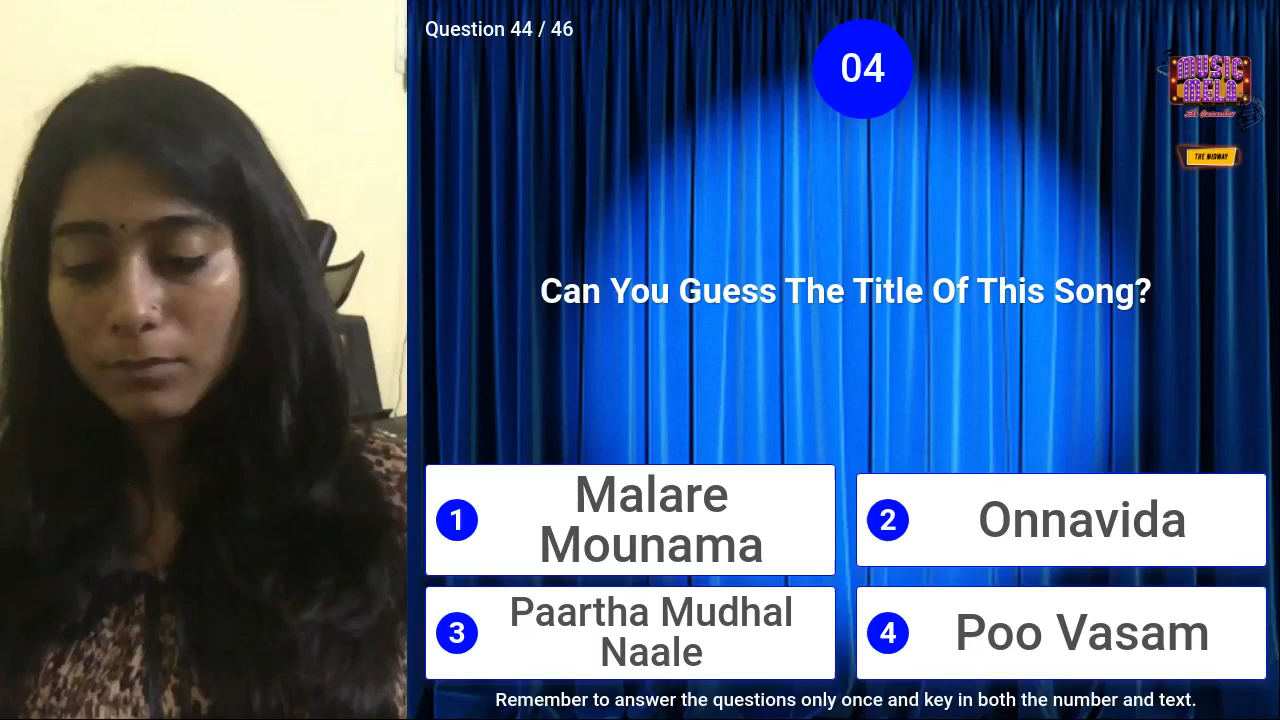 Question 44 / 46
04
MUSIC
MELA
THE MIDWAY
Can You Guess The Title Of This Song?
1
Malare
Mounama
2
Onnavida
3
Paartha Mudhal
Naale
4
Poo Vasam
Remember to answer the questions only once and key in both the number and text.